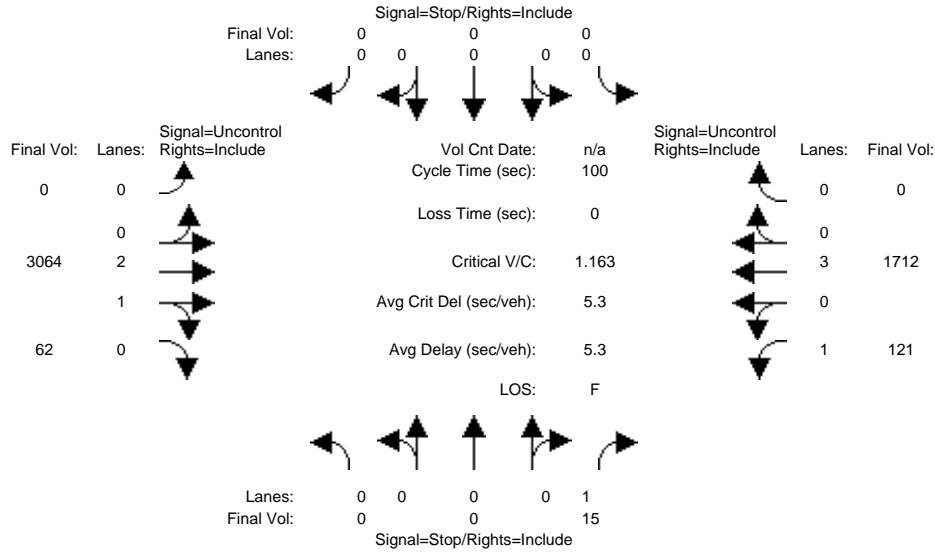 Signal=Stop/Rights=Include
Final Vol: 0 0 0
Lanes: 0 0 0 0 0
Signal=Uncontrol Signal=Uncontrol
Final Vol: Lanes: Rights=Include Vol Cnt Date: n/a Rights=Include Lanes: Final Vol:
Cycle Time (sec): 100
0 0 0 0
Loss Time (sec): 0
0 0
3064 2 Critical V/C: 1.163 3 1712
1 Avg Crit Del (sec/veh): 5.3 0
62 0 Avg Delay (sec/veh): 5.3 1 121
LOS: F
Lanes: 0 0 0 0 1
Final Vol: 0 0 15
Signal=Stop/Rights=Include